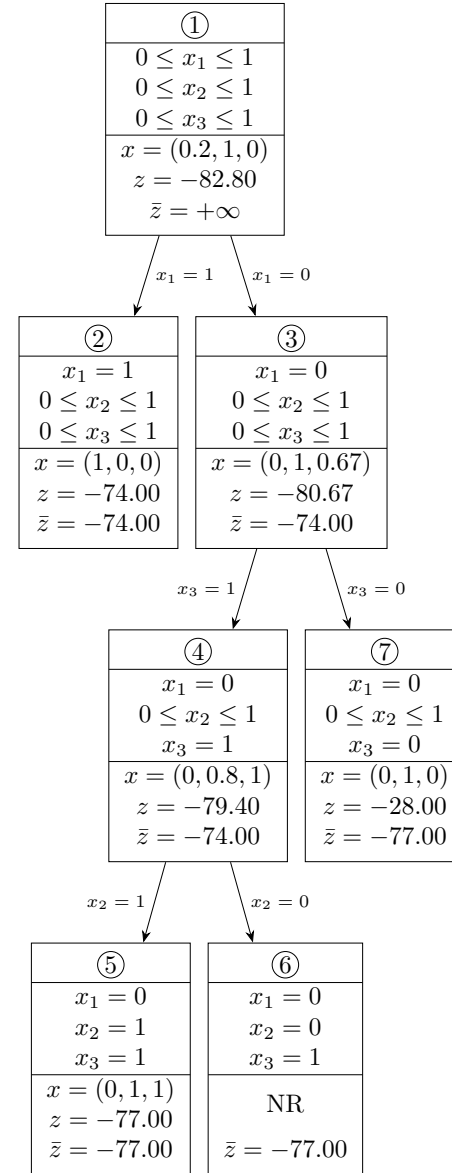 ①
0 ≤ x₁ ≤ 1
0 ≤ x₂ ≤ 1
0 ≤ x₃ ≤ 1
x = (0.2, 1, 0)
z = −82.80
z̄ = +∞
x₁ = 1
x₁ = 0
②
x₁ = 1
0 ≤ x₂ ≤ 1
0 ≤ x₃ ≤ 1
x = (1, 0, 0)
z = −74.00
z̄ = −74.00
③
x₁ = 0
0 ≤ x₂ ≤ 1
0 ≤ x₃ ≤ 1
x = (0, 1, 0.67)
z = −80.67
z̄ = −74.00
x₃ = 1
x₃ = 0
④
x₁ = 0
0 ≤ x₂ ≤ 1
x₃ = 1
x = (0, 0.8, 1)
z = −79.40
z̄ = −74.00
⑦
x₁ = 0
0 ≤ x₂ ≤ 1
x₃ = 0
x = (0, 1, 0)
z = −28.00
z̄ = −77.00
x₂ = 1
x₂ = 0
⑤
x₁ = 0
x₂ = 1
x₃ = 1
x = (0, 1, 1)
z = −77.00
z̄ = −77.00
⑥
x₁ = 0
x₂ = 0
x₃ = 1
NR
z̄ = −77.00